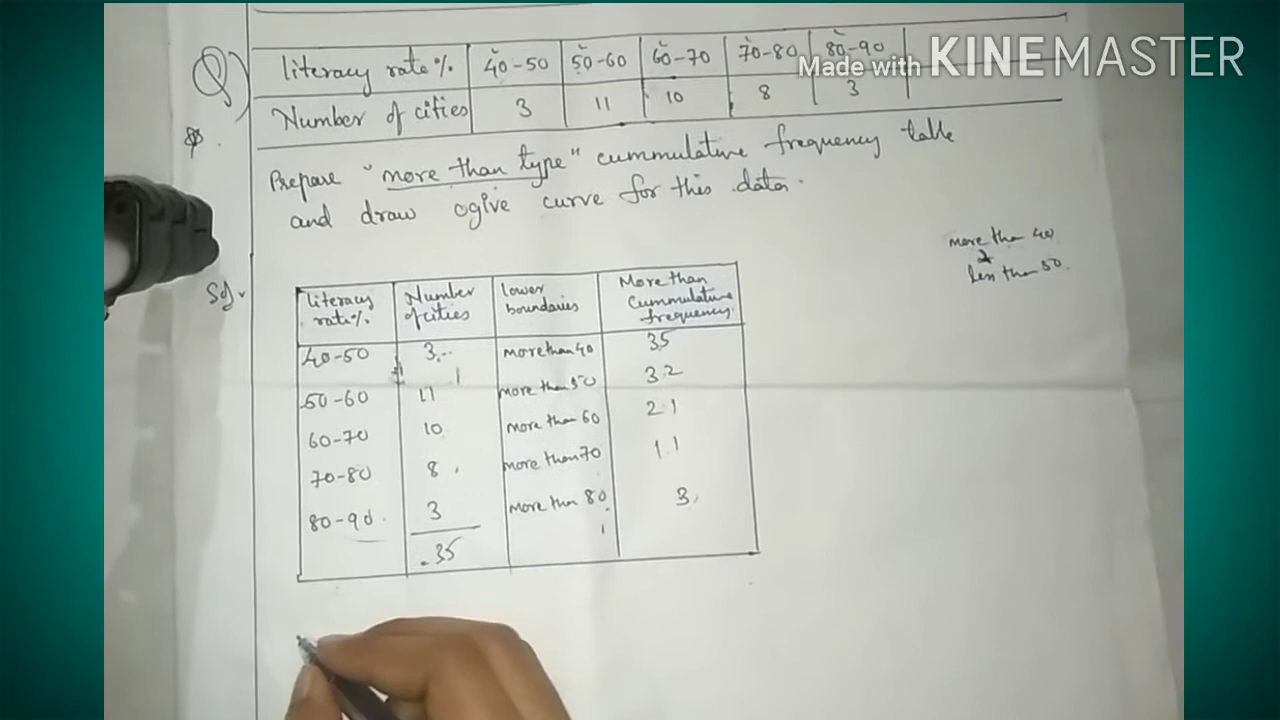 Made with KINEMASTER
Q)
literacy rate% 40-50 50-60 60-70 70-80 80-90
Number of cities 3 11 10 8 3
Prepare "more than type" cummulative frequency table
and draw ogive curve for this data.
more than 40
&
less than 50.
Sol.
literacy rate% Number of cities lower boundaries More than cummulative frequency
40-50 3 more than 40 35
50-60 11 more than 50 32
60-70 10 more than 60 21
70-80 8 more than 70 11
80-90 3 more than 80 3
35